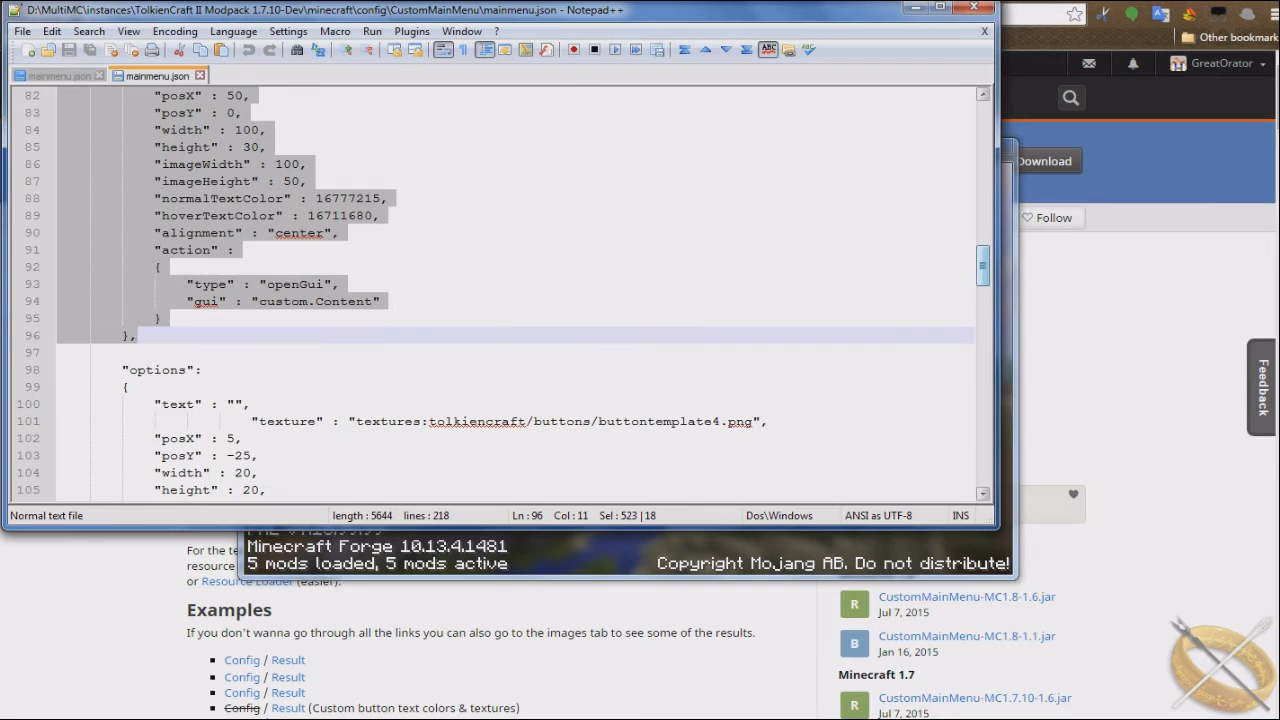 D:\MultiMC\instances\TolkienCraft II Modpack 1.7.10-Dev\minecraft\config\CustomMainMenu\mainmenu.json - Notepad++
File Edit Search View Encoding Language Settings Macro Run Plugins Window ? X
Other bookmark
mainmenu.json mainmenu.json
GreatOrator
82 "posX" : 50,
83 "posY" : 0,
84 "width" : 100,
85 "height" : 30,
86 "imageWidth" : 100,
87 "imageHeight" : 50,
88 "normalTextColor" : 16777215,
89 "hoverTextColor" : 16711680,
90 "alignment" : "center",
91 "action" :
92 {
93 "type" : "openGui",
94 "gui" : "custom.Content"
95 }
96 },
97
98 "options":
99 {
100 "text" : "",
101 "texture" : "textures:tolkiencraft/buttons/buttontemplate4.png",
102 "posX" : 5,
103 "posY" : -25,
104 "width" : 20,
105 "height" : 20,
Download
Follow
Feedback
Normal text file length : 5644 lines : 218 Ln : 96 Col : 11 Sel : 523 | 18 Dos\Windows ANSI as UTF-8 INS
Minecraft Forge 10.13.4.1481
5 mods loaded, 5 mods active
Copyright Mojang AB. Do not distribute!
For the te
resource
or Resource Loader (easier).
Examples
If you don't wanna go through all the links you can also go to the images tab to see some of the results.
Config / Result
Config / Result
Config / Result
Config / Result (Custom button text colors & textures)
R CustomMainMenu-MC1.8-1.6.jar
Jul 7, 2015
B CustomMainMenu-MC1.8-1.1.jar
Jan 16, 2015
Minecraft 1.7
R CustomMainMenu-MC1.7.10-1.6.jar
Jul 7, 2015